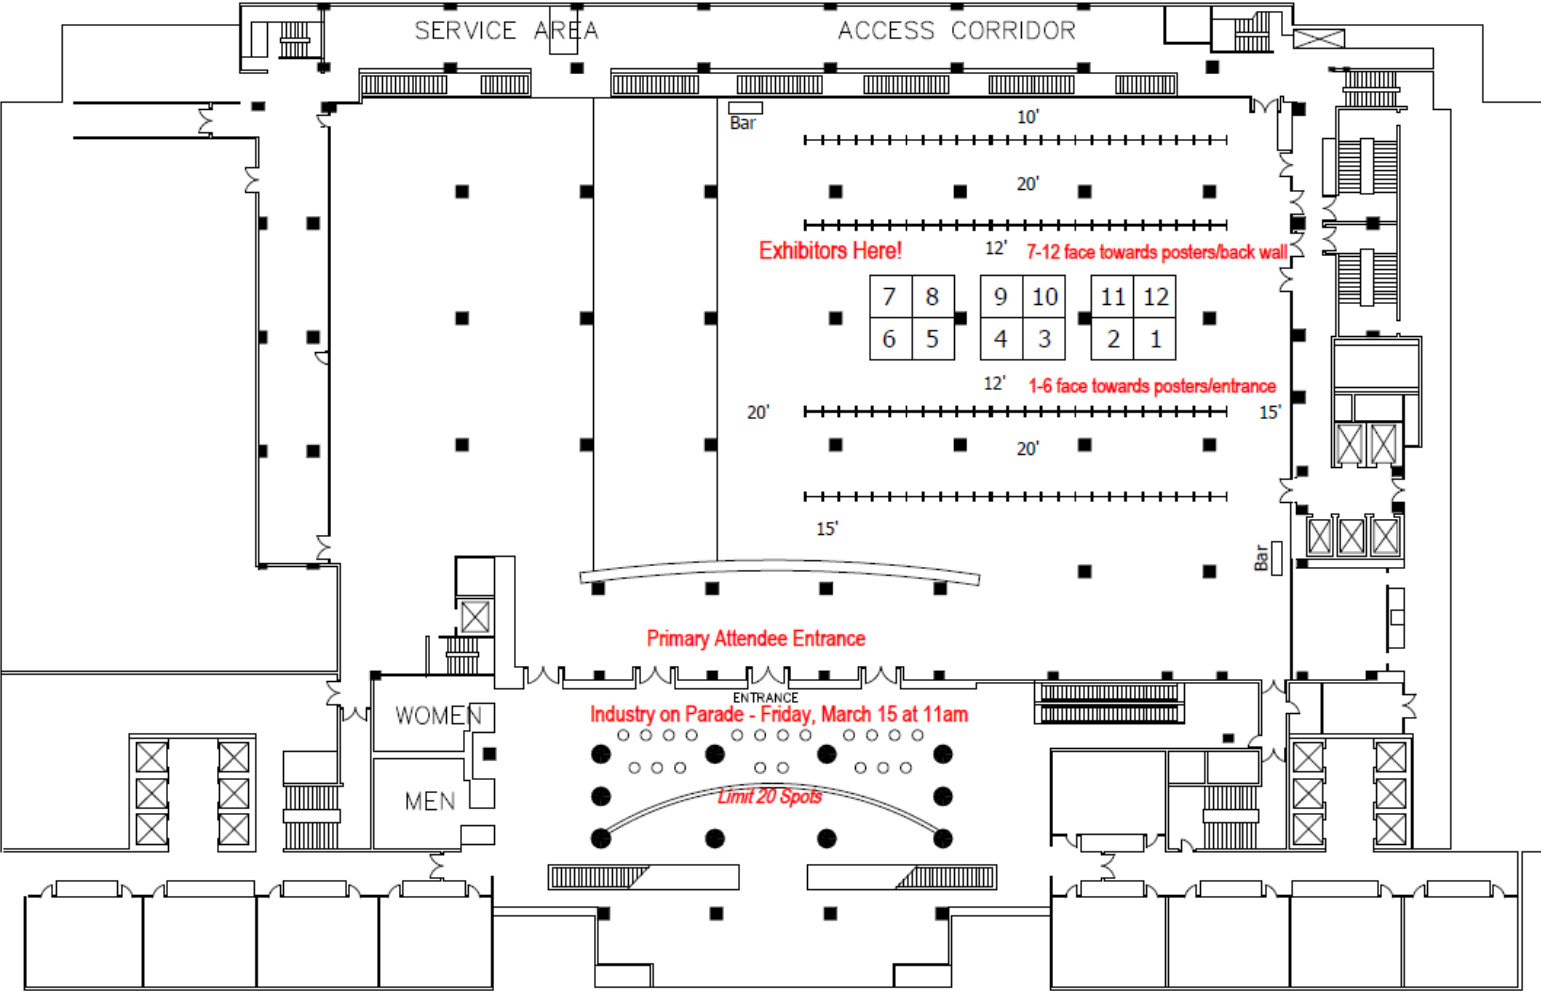 SERVICE AREA
ACCESS CORRIDOR
Bar
10'
20'
Exhibitors Here!
12'
7-12 face towards posters/back wall
7 8 9 10 11 12
6 5 4 3 2 1
12'
1-6 face towards posters/entrance
20'
15'
20'
15'
Bar
Primary Attendee Entrance
ENTRANCE
WOMEN
Industry on Parade - Friday, March 15 at 11am
MEN
Limit 20 Spots